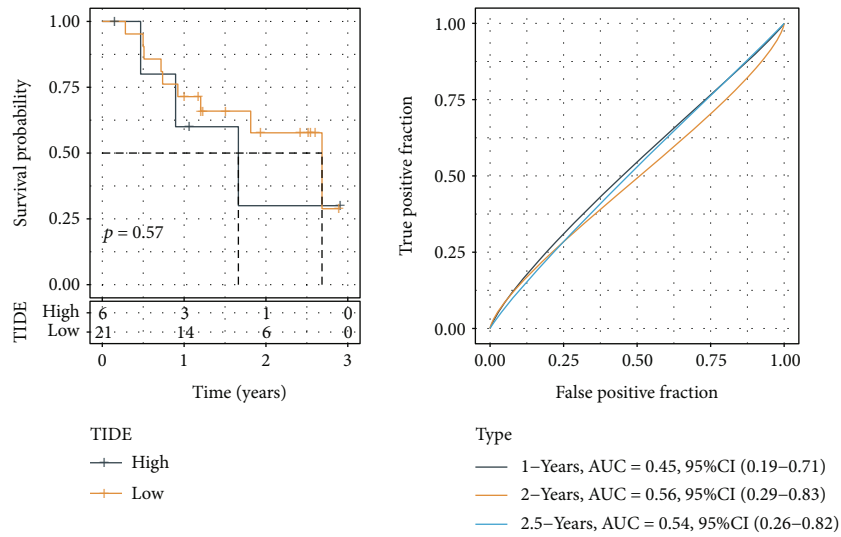 1.00
0.75
0.50
0.25
0.00
Survival probability
p = 0.57
TIDE
High 6 3 1 0
Low 21 14 6 0
0 1 2 3
Time (years)
TIDE
High
Low
1.00
0.75
0.50
0.25
0.00
True positive fraction
0.00 0.25 0.50 0.75 1.00
False positive fraction
Type
1−Years, AUC = 0.45, 95%CI (0.19−0.71)
2−Years, AUC = 0.56, 95%CI (0.29−0.83)
2.5−Years, AUC = 0.54, 95%CI (0.26−0.82)